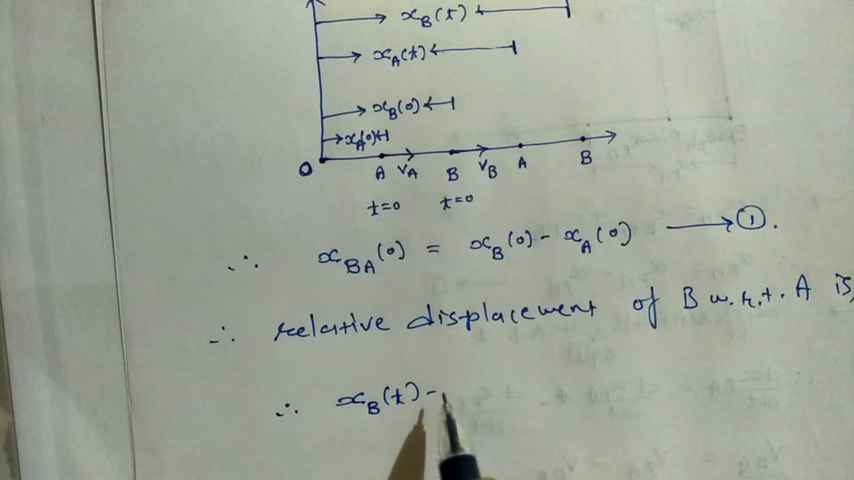 x_B(t)
x_A(t)
x_B(0)
x_A(0)
O A V_A B V_B A B
t=0 t=0
∴ x_BA(0) = x_B(0) - x_A(0) ⟶ ①.
∴ relative displacement of B w.r.t. A is,
∴ x_B(t) -